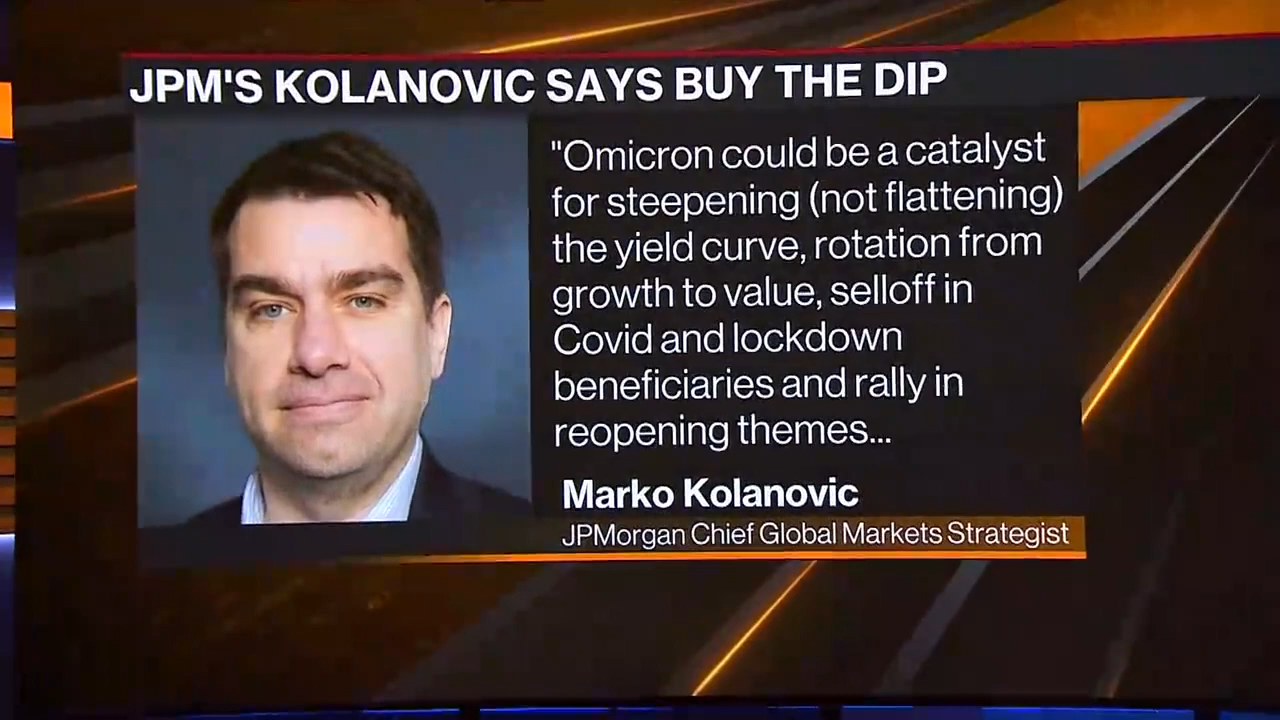 JPM'S KOLANOVIC SAYS BUY THE DIP
"Omicron could be a catalyst
for steepening (not flattening)
the yield curve, rotation from
growth to value, selloff in
Covid and lockdown
beneficiaries and rally in
reopening themes...
Marko Kolanovic
JPMorgan Chief Global Markets Strategist